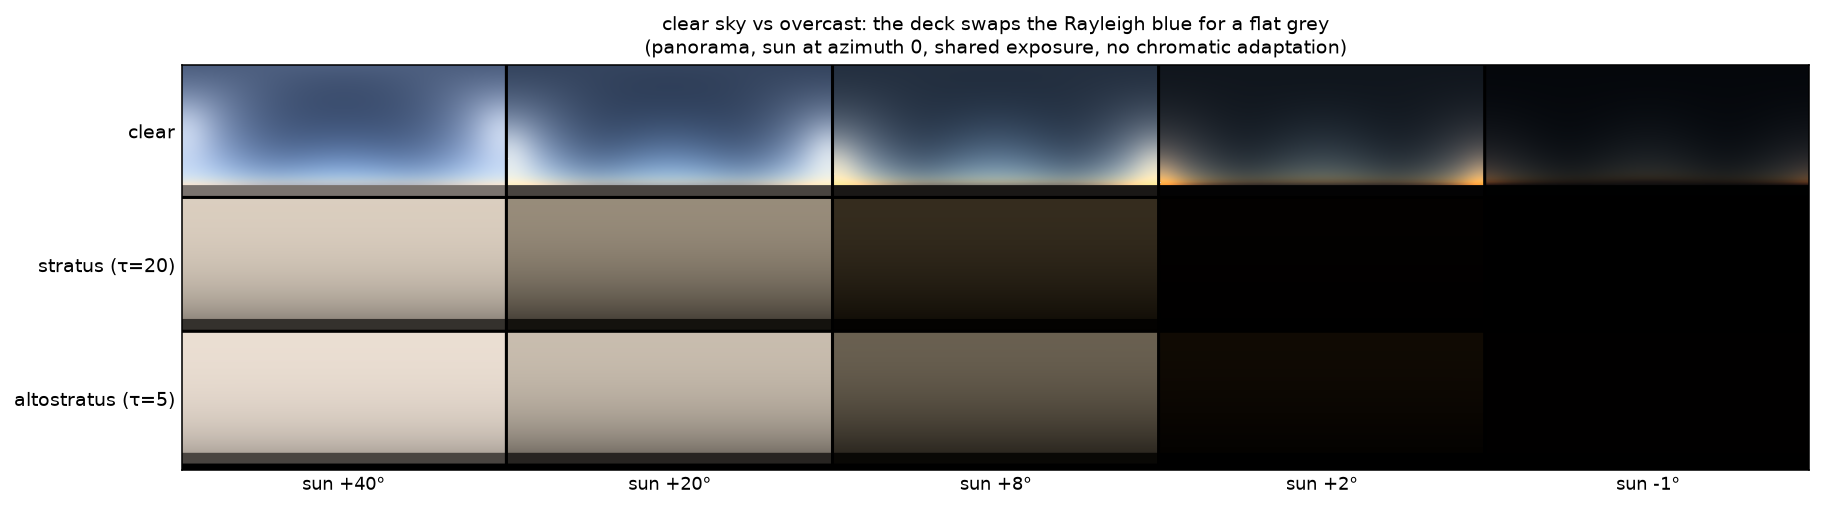 clear sky vs overcast: the deck swaps the Rayleigh blue for a flat grey
(panorama, sun at azimuth 0, shared exposure, no chromatic adaptation)
clear
stratus (τ=20)
altostratus (τ=5)
sun +40° sun +20° sun +8° sun +2° sun -1°